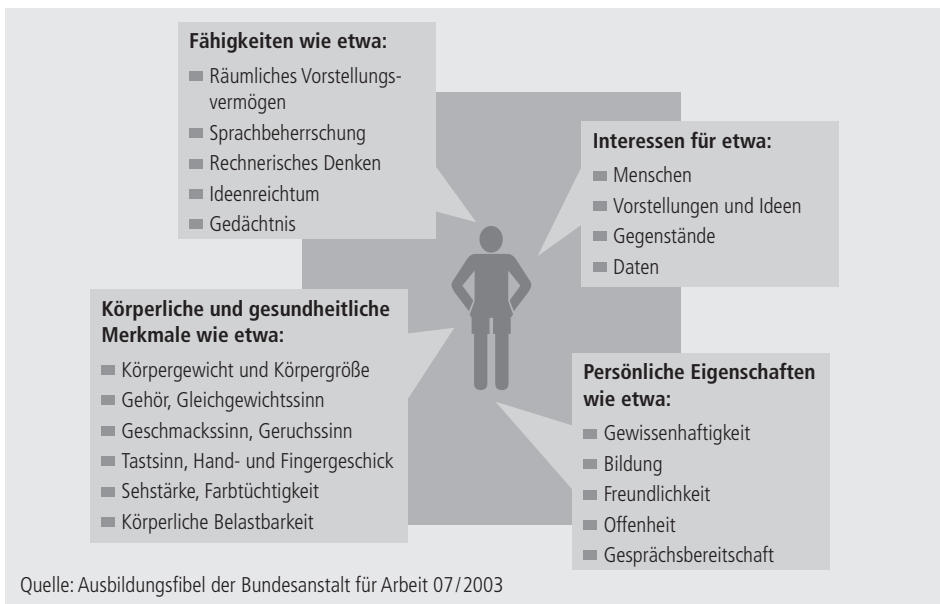 Fähigkeiten wie etwa:
Räumliches Vorstellungs-
vermögen
Sprachbeherrschung
Rechnerisches Denken
Ideenreichtum
Gedächtnis
Interessen für etwa:
Menschen
Vorstellungen und Ideen
Gegenstände
Daten
Körperliche und gesundheitliche
Merkmale wie etwa:
Körpergewicht und Körpergröße
Gehör, Gleichgewichtssinn
Geschmackssinn, Geruchssinn
Tastsinn, Hand- und Fingergeschick
Sehstärke, Farbtüchtigkeit
Körperliche Belastbarkeit
Persönliche Eigenschaften
wie etwa:
Gewissenhaftigkeit
Bildung
Freundlichkeit
Offenheit
Gesprächsbereitschaft
Quelle: Ausbildungsfibel der Bundesanstalt für Arbeit 07/2003